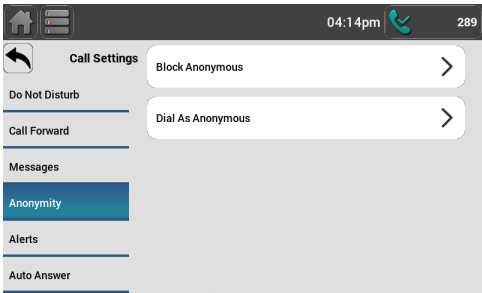 04:14pm 289
Call Settings
Do Not Disturb
Call Forward
Messages
Anonymity
Alerts
Auto Answer
Block Anonymous
Dial As Anonymous